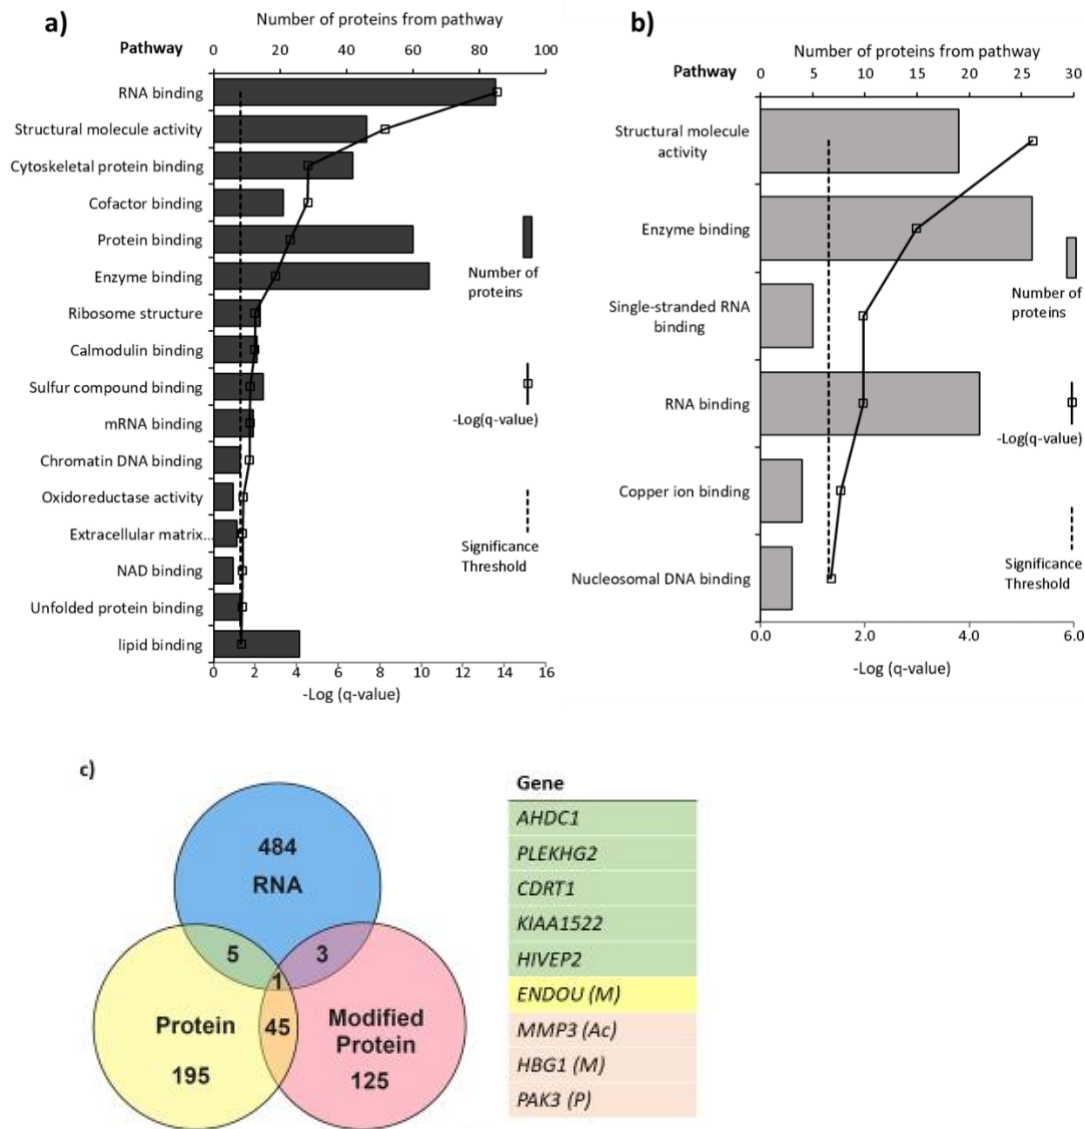 a)
Number of proteins from pathway
Pathway
0 20 40 60 80 100
RNA binding
Structural molecule activity
Cytoskeletal protein binding
Cofactor binding
Protein binding
Enzyme binding
Ribosome structure
Calmodulin binding
Sulfur compound binding
mRNA binding
Chromatin DNA binding
Oxidoreductase activity
Extracellular matrix...
NAD binding
Unfolded protein binding
lipid binding
Number of
proteins
-Log(q-value)
Significance
Threshold
0 2 4 6 8 10 12 14 16
-Log (q-value)
b)
Number of proteins from pathway
Pathway
0 5 10 15 20 25 30
Structural molecule
activity
Enzyme binding
Single-stranded RNA
binding
RNA binding
Copper ion binding
Nucleosomal DNA binding
Number of
proteins
-Log(q-value)
Significance
Threshold
0.0 2.0 4.0 6.0
-Log (q-value)
c)
484
RNA
5
3
1
Protein
45
Modified
Protein
195
125
Gene
AHDC1
PLEKHG2
CDRT1
KIAA1522
HIVEP2
ENDOU (M)
MMP3 (Ac)
HBG1 (M)
PAK3 (P)